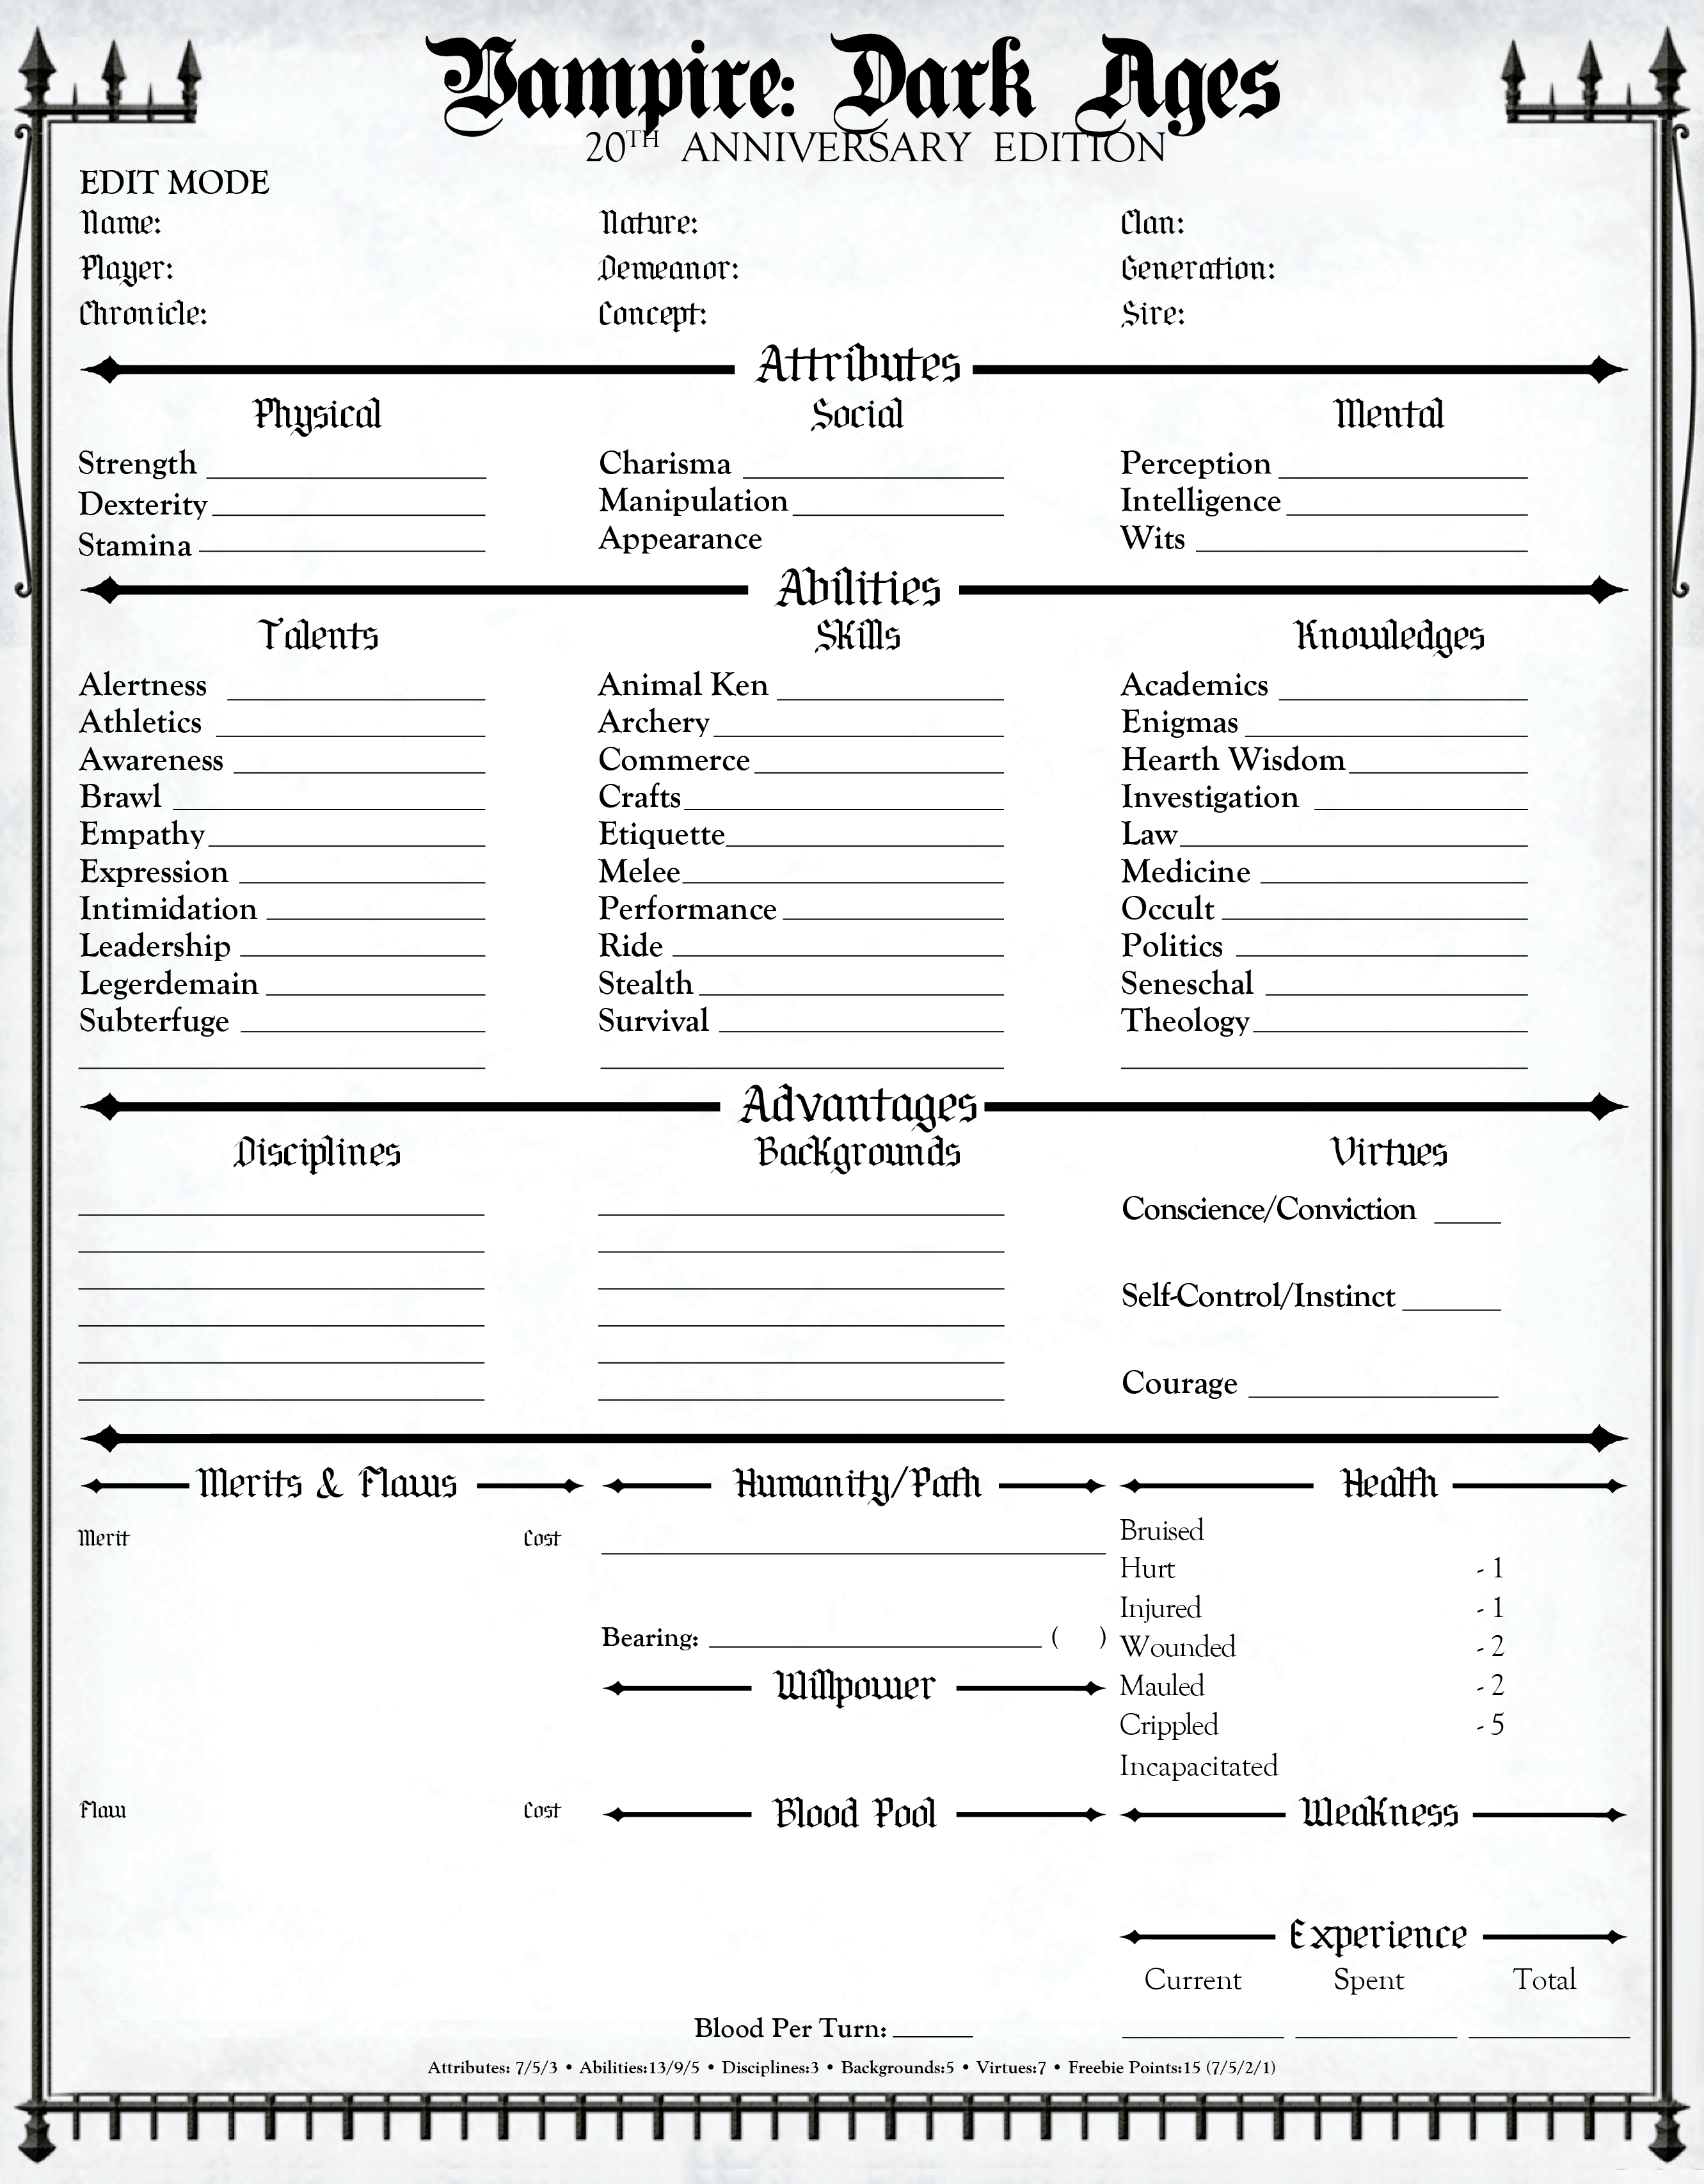 Vampire: Dark Ages
20TH ANNIVERSARY EDITION
EDIT MODE
Name: Nature: Clan:
Player: Demeanor: Generation:
Chronicle: Concept: Sire:
Attributes
Physical Social Mental
Strength Charisma Perception
Dexterity Manipulation Intelligence
Stamina Appearance Wits
Abilities
Talents Skills Knowledges
Alertness Animal Ken Academics
Athletics Archery Enigmas
Awareness Commerce Hearth Wisdom
Brawl Crafts Investigation
Empathy Etiquette Law
Expression Melee Medicine
Intimidation Performance Occult
Leadership Ride Politics
Legerdemain Stealth Seneschal
Subterfuge Survival Theology
Advantages
Disciplines Backgrounds Virtues
Conscience/Conviction
Self-Control/Instinct
Courage
Merits & Flaws Humanity/Path Health
Merit Cost Bruised
Hurt - 1
Injured - 1
Bearing: ( ) Wounded - 2
Willpower Mauled - 2
Crippled - 5
Incapacitated
Flaw Cost Blood Pool Weakness
Experience
Current Spent Total
Blood Per Turn:
Attributes: 7/5/3 • Abilities:13/9/5 • Disciplines:3 • Backgrounds:5 • Virtues:7 • Freebie Points:15 (7/5/2/1)